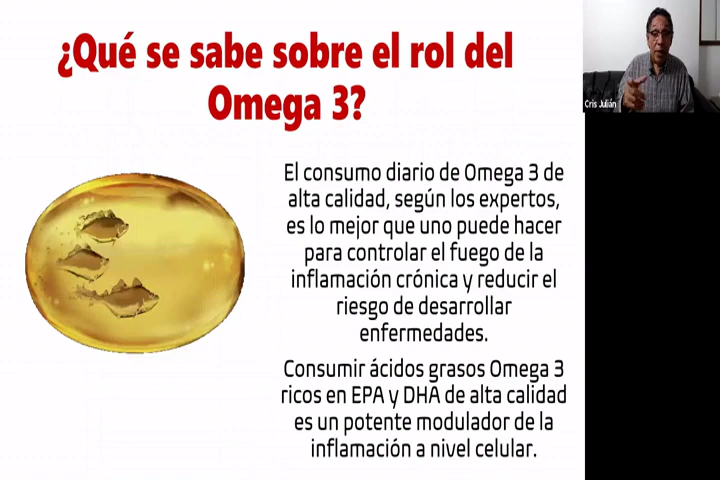 ¿Qué se sabe sobre el rol del
Omega 3?
El consumo diario de Omega 3 de
alta calidad, según los expertos,
es lo mejor que uno puede hacer
para controlar el fuego de la
inflamación crónica y reducir el
riesgo de desarrollar
enfermedades.
Consumir ácidos grasos Omega 3
ricos en EPA y DHA de alta calidad
es un potente modulador de la
inflamación a nivel celular.
Cris Julián